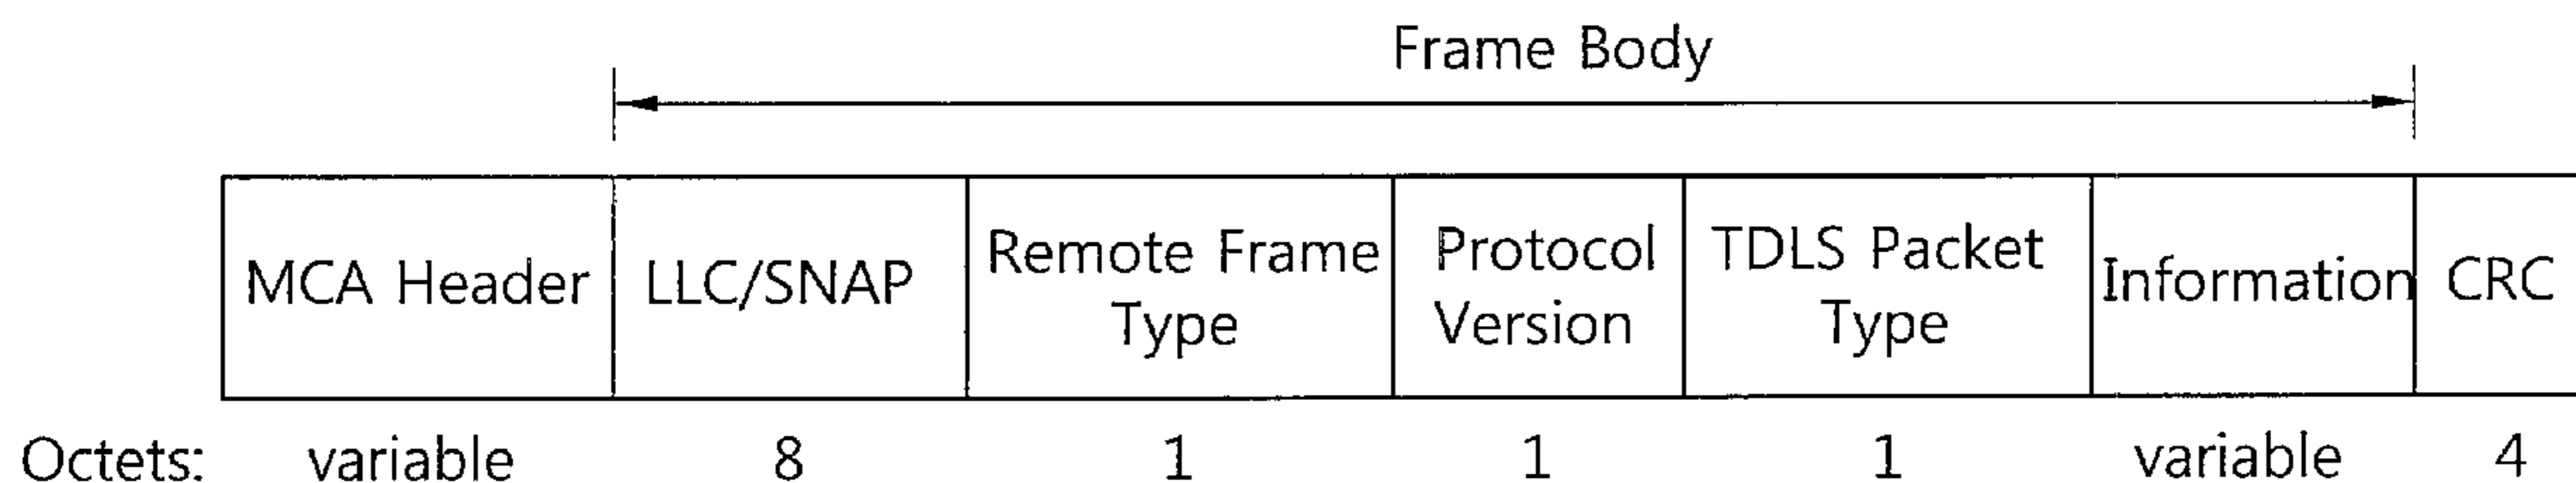 Frame Body
MCA Header
LLC/SNAP
Remote Frame
Type
Protocol
Version
TDLS Packet
Type
Information
CRC
Octets: variable 8 1 1 1 variable 4